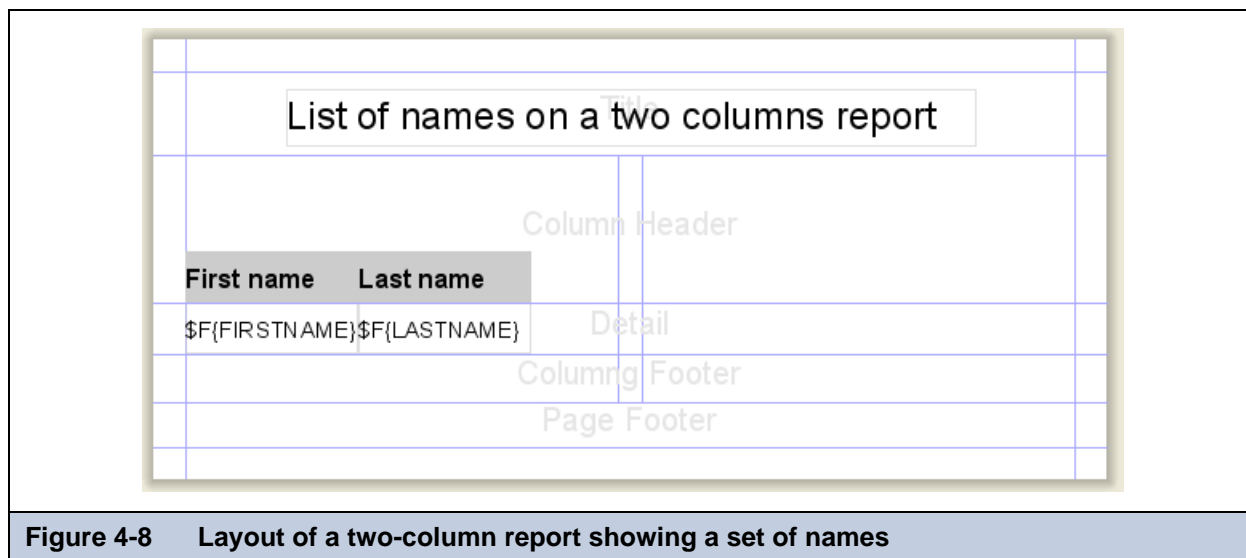 Title
List of names on a two columns report
Column Header
First name Last name
$F{FIRSTNAME} $F{LASTNAME} Detail
Columng Footer
Page Footer
Figure 4-8 Layout of a two-column report showing a set of names